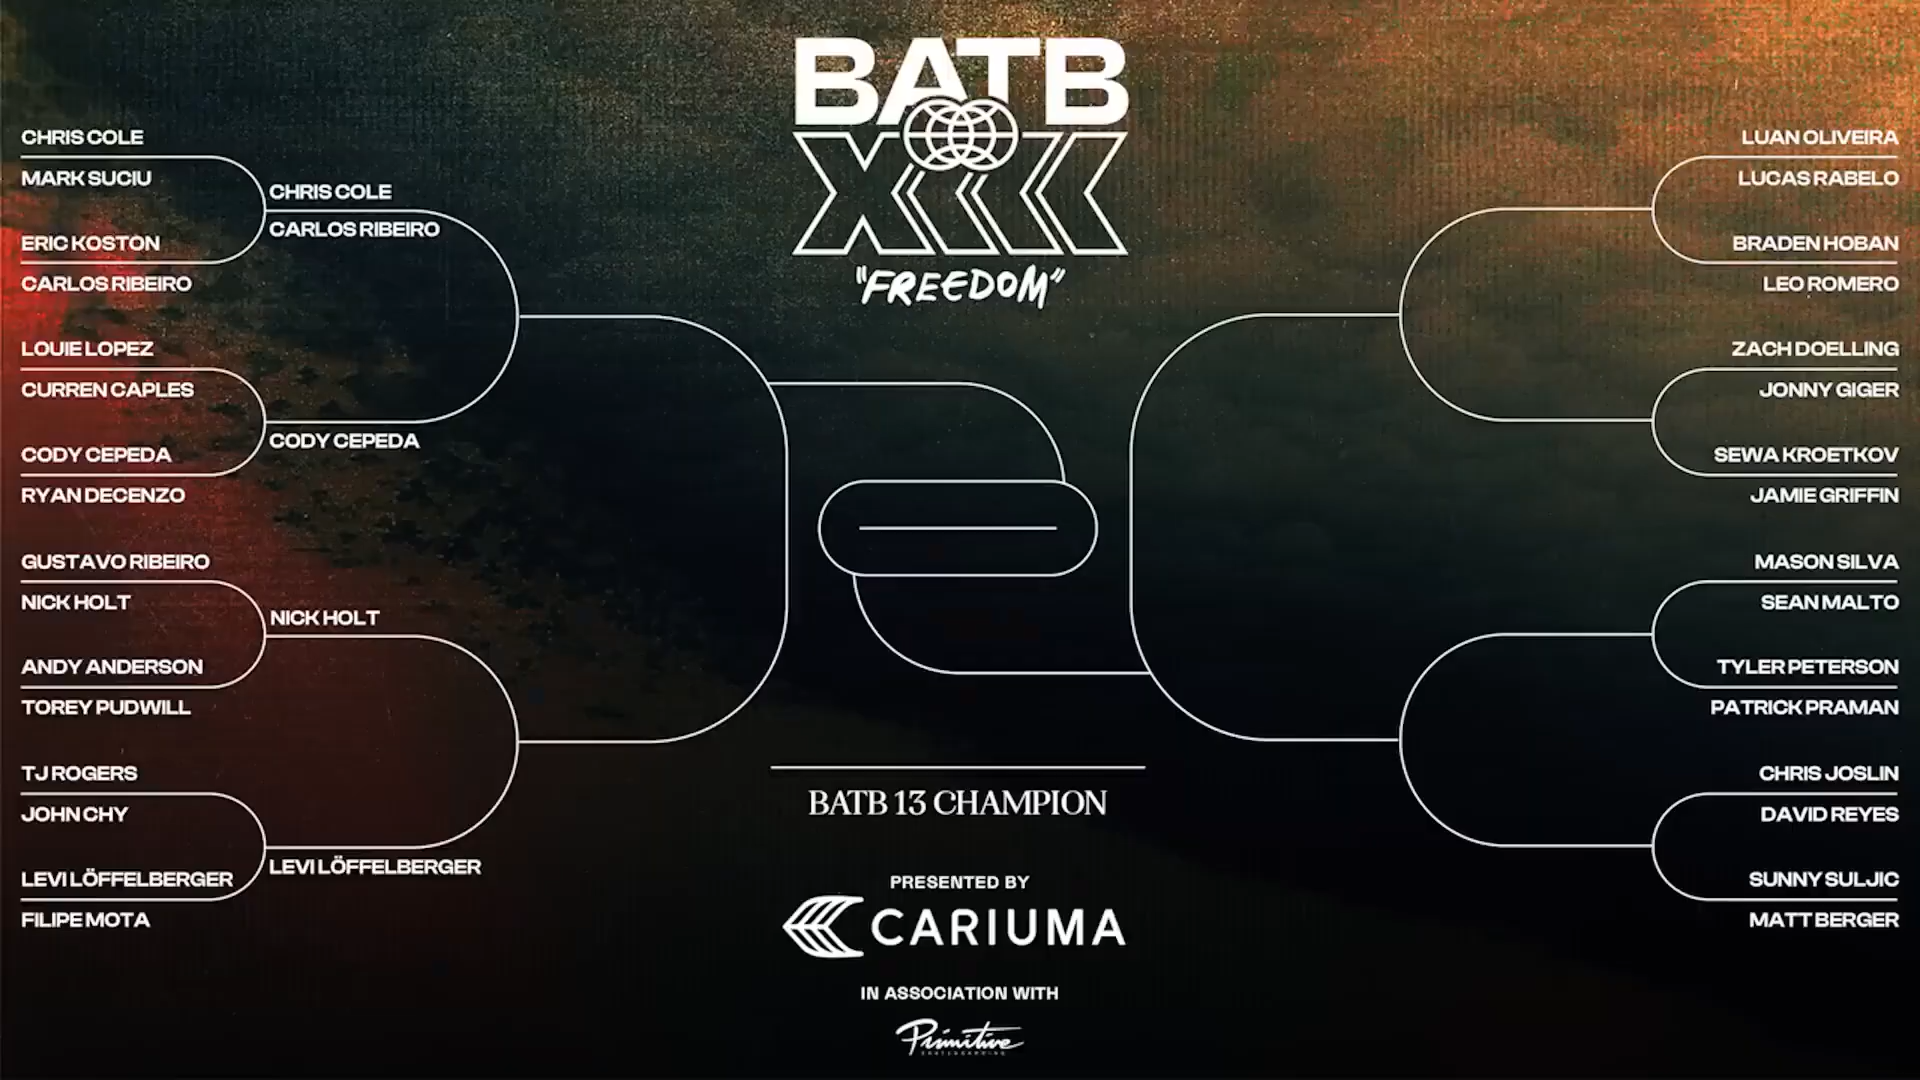 BATB
XIII
"FREEDOM"
CHRIS COLE
MARK SUCIU
ERIC KOSTON
CARLOS RIBEIRO
LOUIE LOPEZ
CURREN CAPLES
CODY CEPEDA
RYAN DECENZO
GUSTAVO RIBEIRO
NICK HOLT
ANDY ANDERSON
TOREY PUDWILL
TJ ROGERS
JOHN CHY
LEVI LÖFFELBERGER
FILIPE MOTA
CHRIS COLE
CARLOS RIBEIRO
CODY CEPEDA
NICK HOLT
LEVI LÖFFELBERGER
LUAN OLIVEIRA
LUCAS RABELO
BRADEN HOBAN
LEO ROMERO
ZACH DOELLING
JONNY GIGER
SEWA KROETKOV
JAMIE GRIFFIN
MASON SILVA
SEAN MALTO
TYLER PETERSON
PATRICK PRAMAN
CHRIS JOSLIN
DAVID REYES
SUNNY SULJIC
MATT BERGER
BATB 13 CHAMPION
PRESENTED BY
CARIUMA
IN ASSOCIATION WITH
Primitive